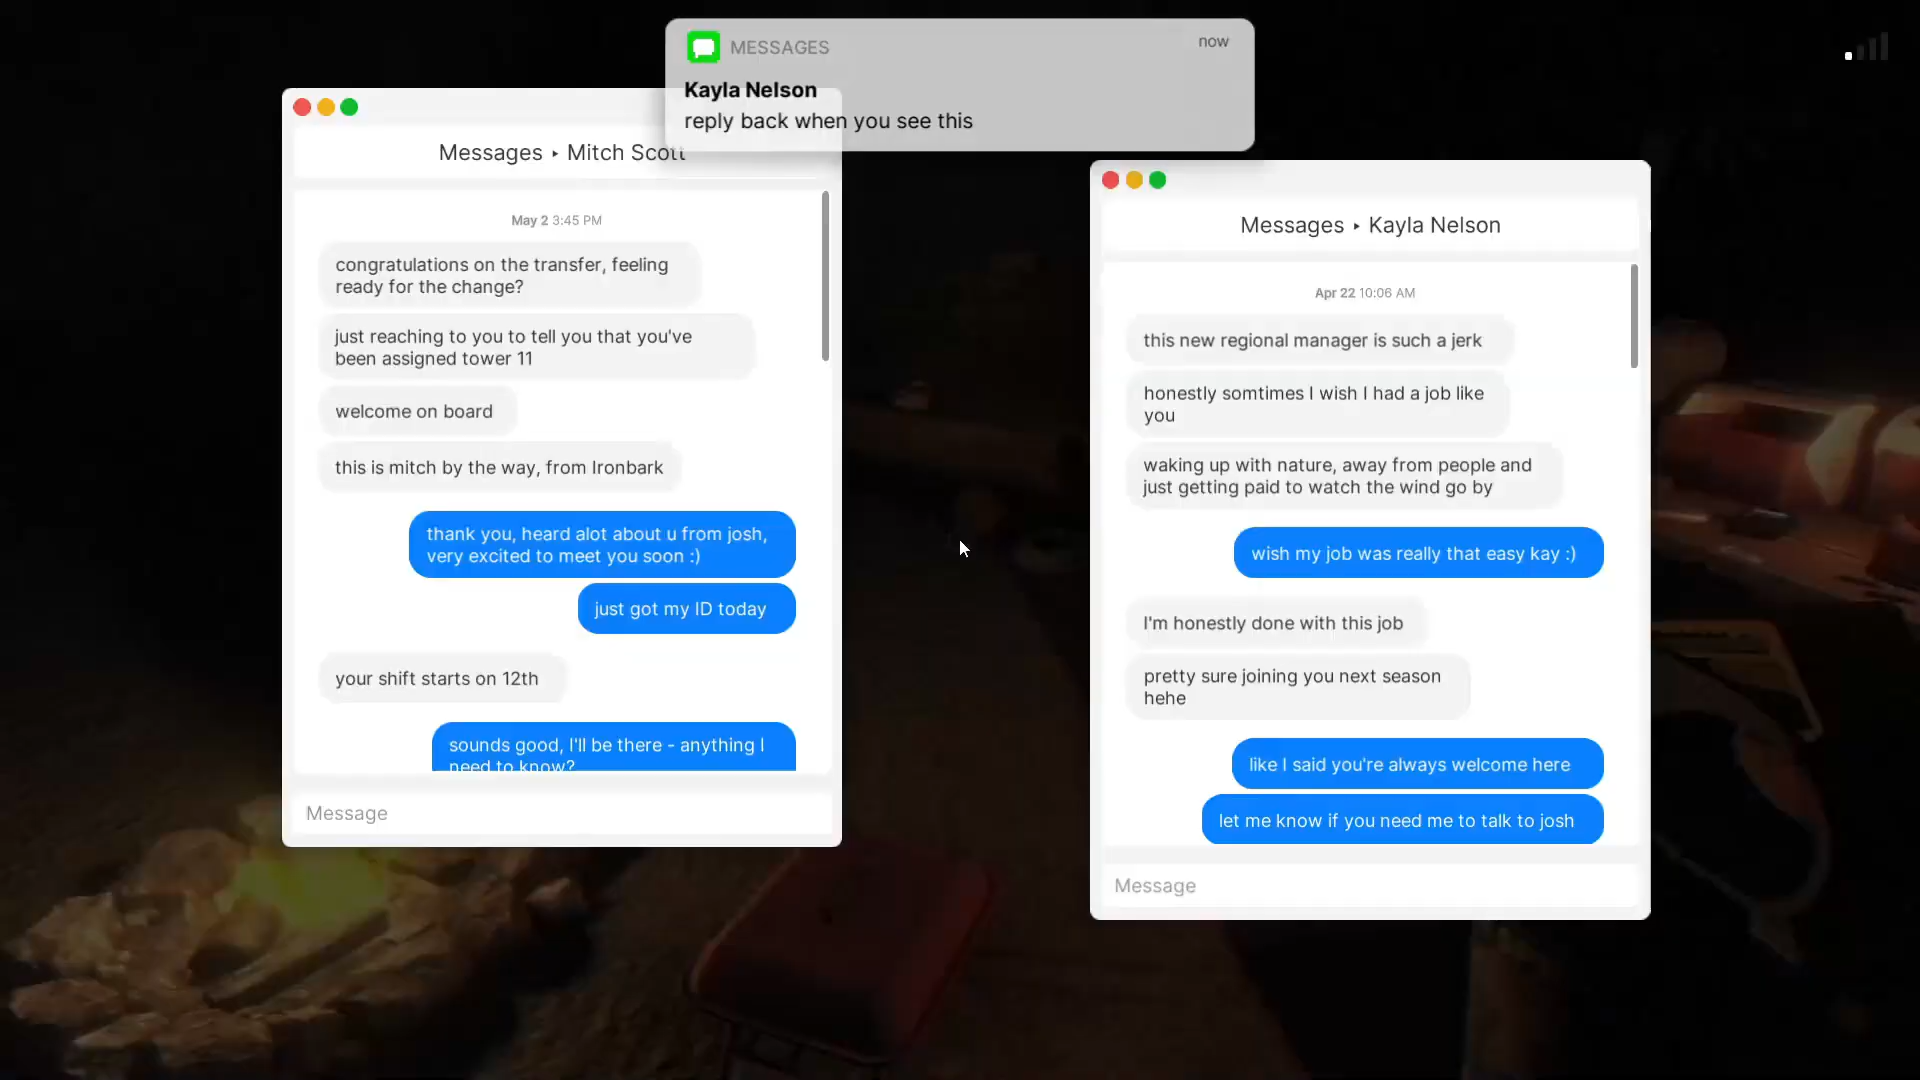 MESSAGES
now
Kayla Nelson
reply back when you see this
Messages ‣ Mitch Scott
May 2 3:45 PM
congratulations on the transfer, feeling
ready for the change?
just reaching to you to tell you that you've
been assigned tower 11
welcome on board
this is mitch by the way, from Ironbark
thank you, heard alot about u from josh,
very excited to meet you soon :)
just got my ID today
your shift starts on 12th
sounds good, I'll be there - anything I
need to know?
Message
Messages ‣ Kayla Nelson
Apr 22 10:06 AM
this new regional manager is such a jerk
honestly somtimes I wish I had a job like
you
waking up with nature, away from people and
just getting paid to watch the wind go by
wish my job was really that easy kay :)
I'm honestly done with this job
pretty sure joining you next season
hehe
like I said you're always welcome here
let me know if you need me to talk to josh
Message